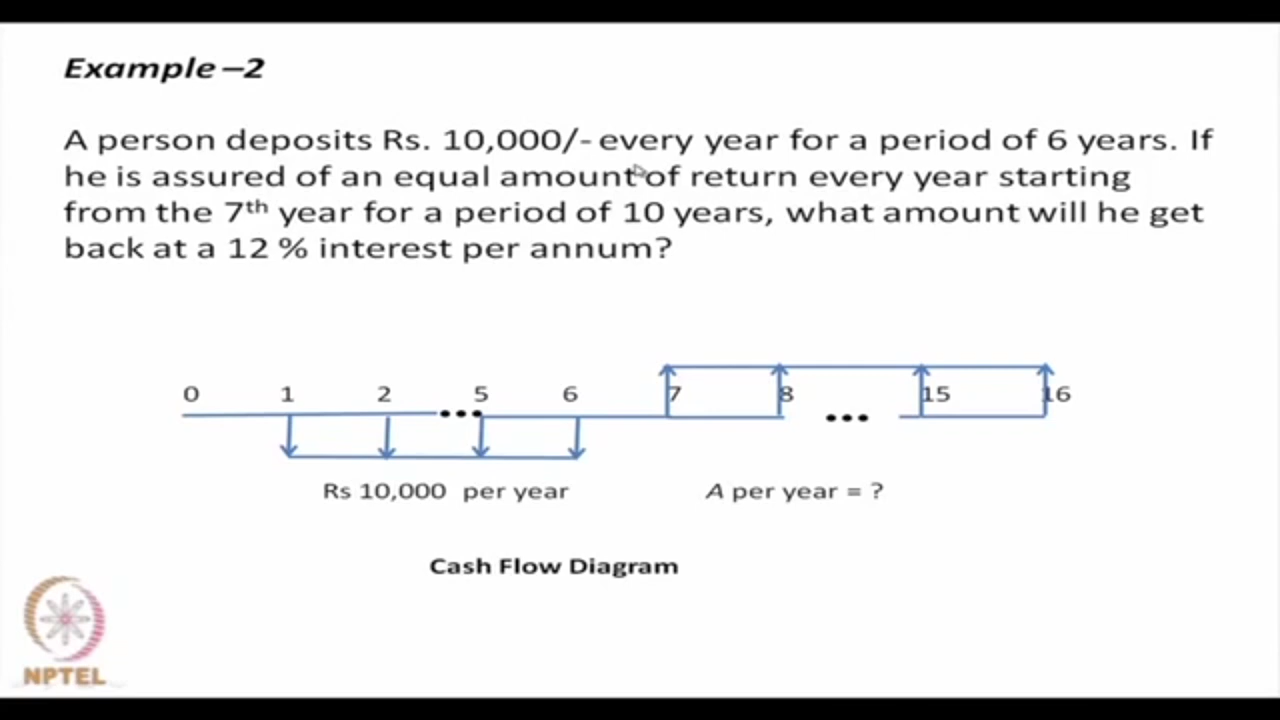 Example–2
A person deposits Rs. 10,000/- every year for a period of 6 years. If
he is assured of an equal amount of return every year starting
from the 7th year for a period of 10 years, what amount will he get
back at a 12 % interest per annum?
0 1 2 ••• 5 6 7 8 ••• 15 16
Rs 10,000 per year A per year = ?
Cash Flow Diagram
NPTEL